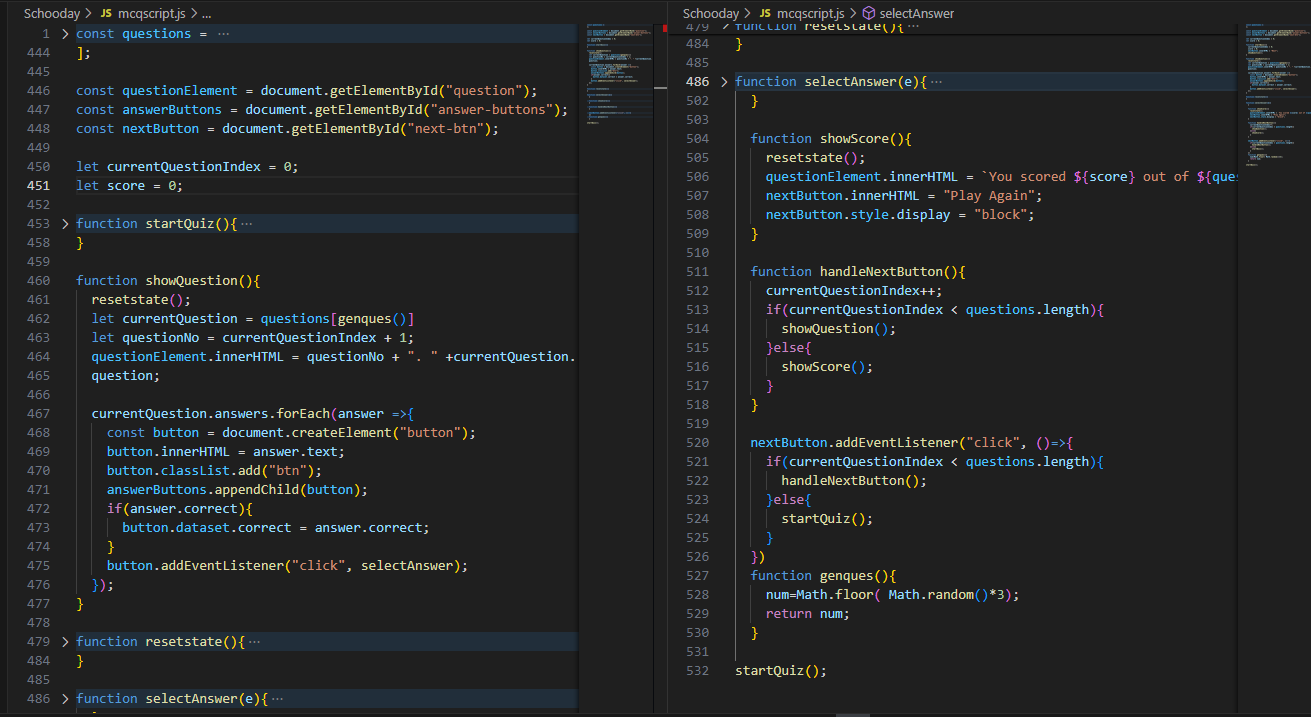 Schooday > JS mcqscript.js > ...
1 > const questions = ···
444 ];
445
446 const questionElement = document.getElementById("question");
447 const answerButtons = document.getElementById("answer-buttons");
448 const nextButton = document.getElementById("next-btn");
449
450 let currentQuestionIndex = 0;
451 let score = 0;
452
453 > function startQuiz(){ ···
458 }
459
460 function showQuestion(){
461 resetstate();
462 let currentQuestion = questions[genques()]
463 let questionNo = currentQuestionIndex + 1;
464 questionElement.innerHTML = questionNo + ". " +currentQuestion.
465 question;
466
467 currentQuestion.answers.forEach(answer =>{
468 const button = document.createElement("button");
469 button.innerHTML = answer.text;
470 button.classList.add("btn");
471 answerButtons.appendChild(button);
472 if(answer.correct){
473 button.dataset.correct = answer.correct;
474 }
475 button.addEventListener("click", selectAnswer);
476 });
477 }
478
479 > function resetstate(){ ···
484 }
485
486 > function selectAnswer(e){ ···
Schooday > JS mcqscript.js > selectAnswer
479 > function resetstate(){ ···
484 }
485
486 > function selectAnswer(e){ ···
502 }
503
504 function showScore(){
505 resetstate();
506 questionElement.innerHTML = `You scored ${score} out of ${ques
507 nextButton.innerHTML = "Play Again";
508 nextButton.style.display = "block";
509 }
510
511 function handleNextButton(){
512 currentQuestionIndex++;
513 if(currentQuestionIndex < questions.length){
514 showQuestion();
515 }else{
516 showScore();
517 }
518 }
519
520 nextButton.addEventListener("click", ()=>{
521 if(currentQuestionIndex < questions.length){
522 handleNextButton();
523 }else{
524 startQuiz();
525 }
526 })
527 function genques(){
528 num=Math.floor( Math.random()*3);
529 return num;
530 }
531
532 startQuiz();